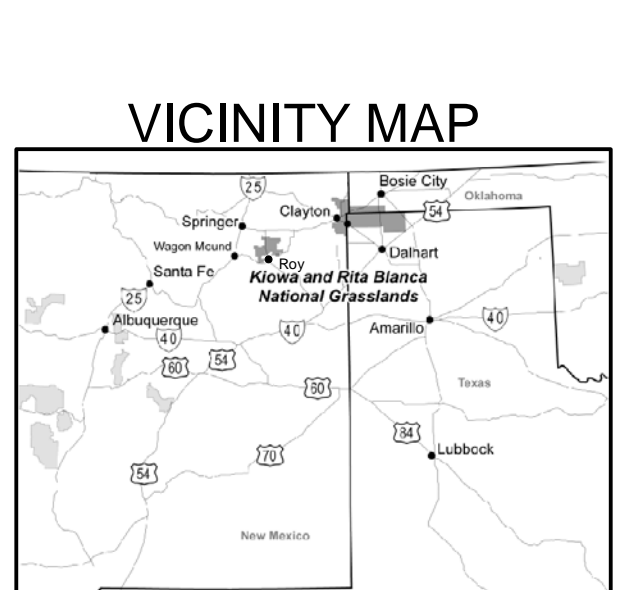 VICINITY MAP
25
Bosie City
Oklahoma
Clayton
54
Springer
Wagon Mound
Dalhart
Roy
Santa Fe
Kiowa and Rita Blanca
National Grasslands
25
Albuquerque
40
40
Amarillo
40
60
54
60
Texas
84
Lubbock
70
54
New Mexico